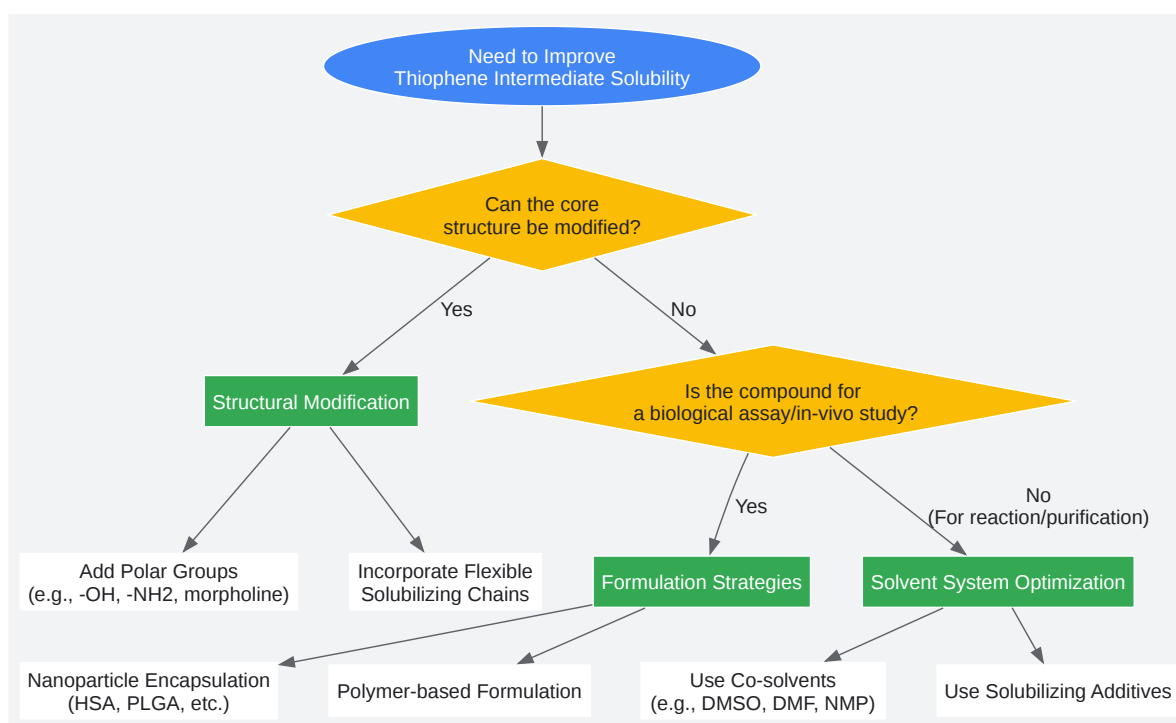 Need to Improve
Thiophene Intermediate Solubility
Can the core
structure be modified?
Yes
No
Structural Modification
Is the compound for
a biological assay/in-vivo study?
Yes
No
(For reaction/purification)
Add Polar Groups
(e.g., -OH, -NH2, morpholine)
Incorporate Flexible
Solubilizing Chains
Formulation Strategies
Solvent System Optimization
Nanoparticle Encapsulation
(HSA, PLGA, etc.)
Polymer-based Formulation
Use Co-solvents
(e.g., DMSO, DMF, NMP)
Use Solubilizing Additives